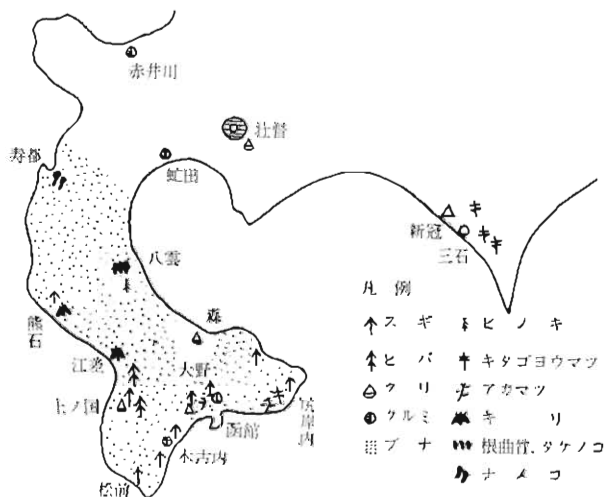 赤井川
壮瞥
寿都
虻田
新冠
三石
八雲
熊石
森
江差
大野
上ノ国
函館
尻岸内
木古内
松前
凡例
スギ ヒノキ
ヒバ キタゴヨウマツ
クリ アカマツ
クルミ キリ
ブナ 根曲竹、タケノコ
ナメコ